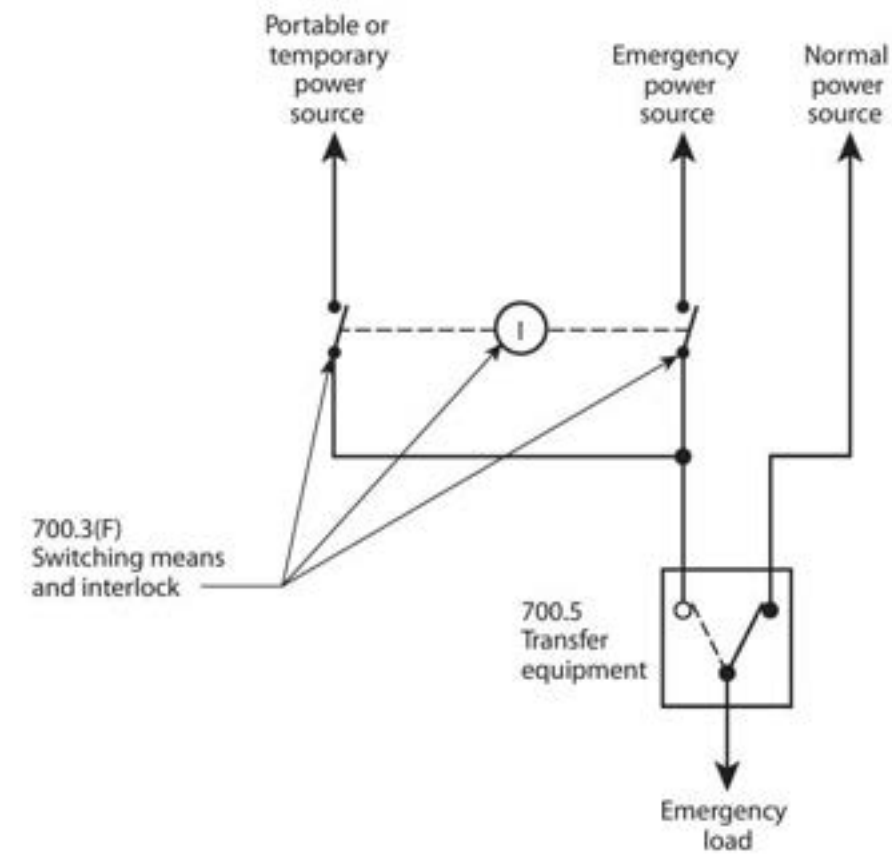 Portable or
temporary
power
source
Emergency
power
source
Normal
power
source
I
700.3(F)
Switching means
and interlock
700.5
Transfer
equipment
Emergency
load